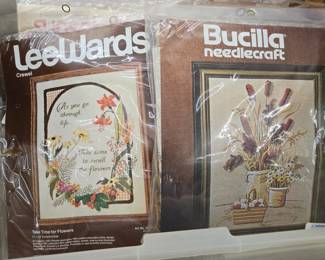 LeeWards
Crewel
As you go
through
life
Take time
to smell
the flowers
Take Time for Flowers
Bucilla
needlecraft